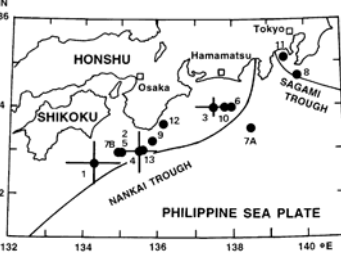 N
36
Tokyo
11
HONSHU
Hamamatsu
8
Osaka
SAGAMI
TROUGH
SHIKOKU
4
12
3
10
6
2
7B
5
9
7A
4
13
1
NANKAI TROUGH
2
PHILIPPINE SEA PLATE
132
134
136
138
140 °E